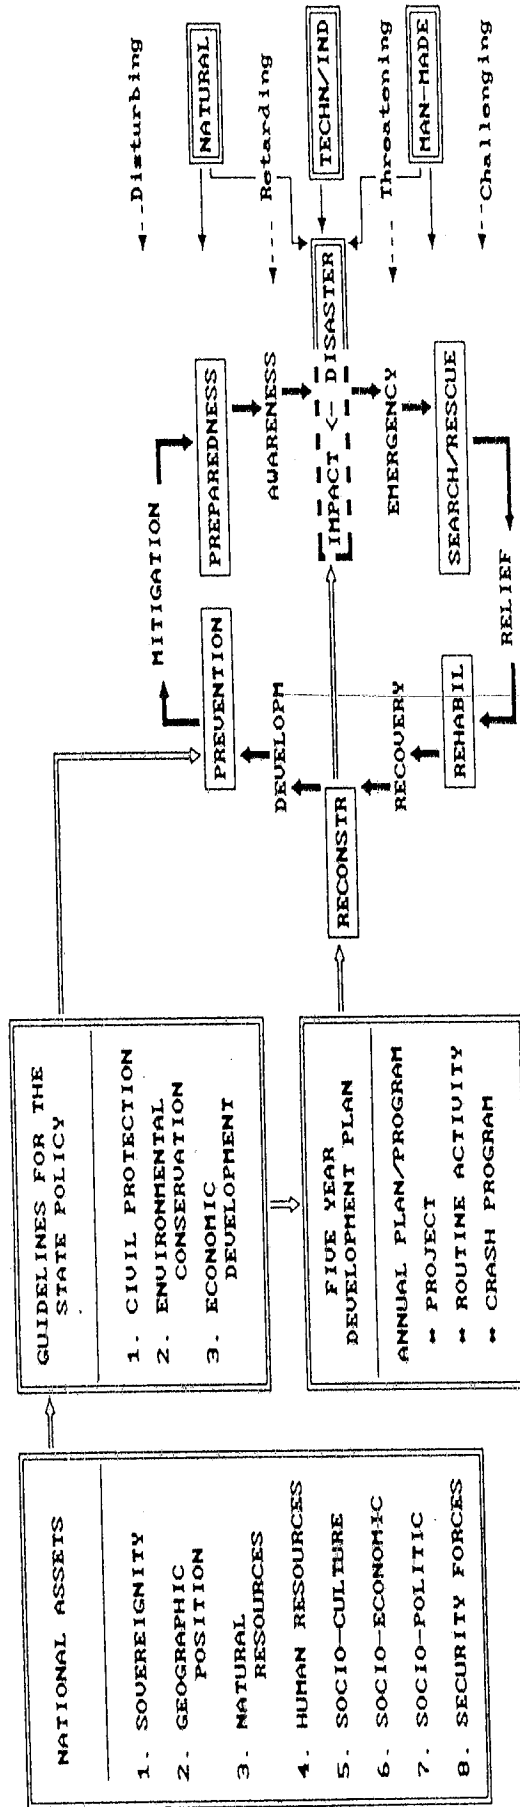 NATIONAL ASSETS
1. SOVEREIGNITY
2. GEOGRAPHIC
POSITION
3. NATURAL
RESOURCES
4. HUMAN RESOURCES
5. SOCIO-CULTURE
6. SOCIO-ECONOMIC
7. SOCIO-POLITIC
8. SECURITY FORCES
GUIDELINES FOR THE
STATE POLICY
1. CIVIL PROTECTION
2. ENVIRONMENTAL
CONSERVATION
3. ECONOMIC
DEVELOPMENT
FIVE YEAR
DEVELOPMENT PLAN
ANNUAL PLAN/PROGRAM
** PROJECT
** ROUTINE ACTIVITY
** CRASH PROGRAM
MITIGATION
PREVENTION
PREPAREDNESS
DEVELOPM
AWARENESS
RECONSTR
IMPACT <- DISASTER
RECOVERY
EMERGENCY
REHABIL
SEARCH/RESCUE
RELIEF
Disturbing
NATURAL
Retarding
TECHN/IND
Threatening
MAN-MADE
Challenging